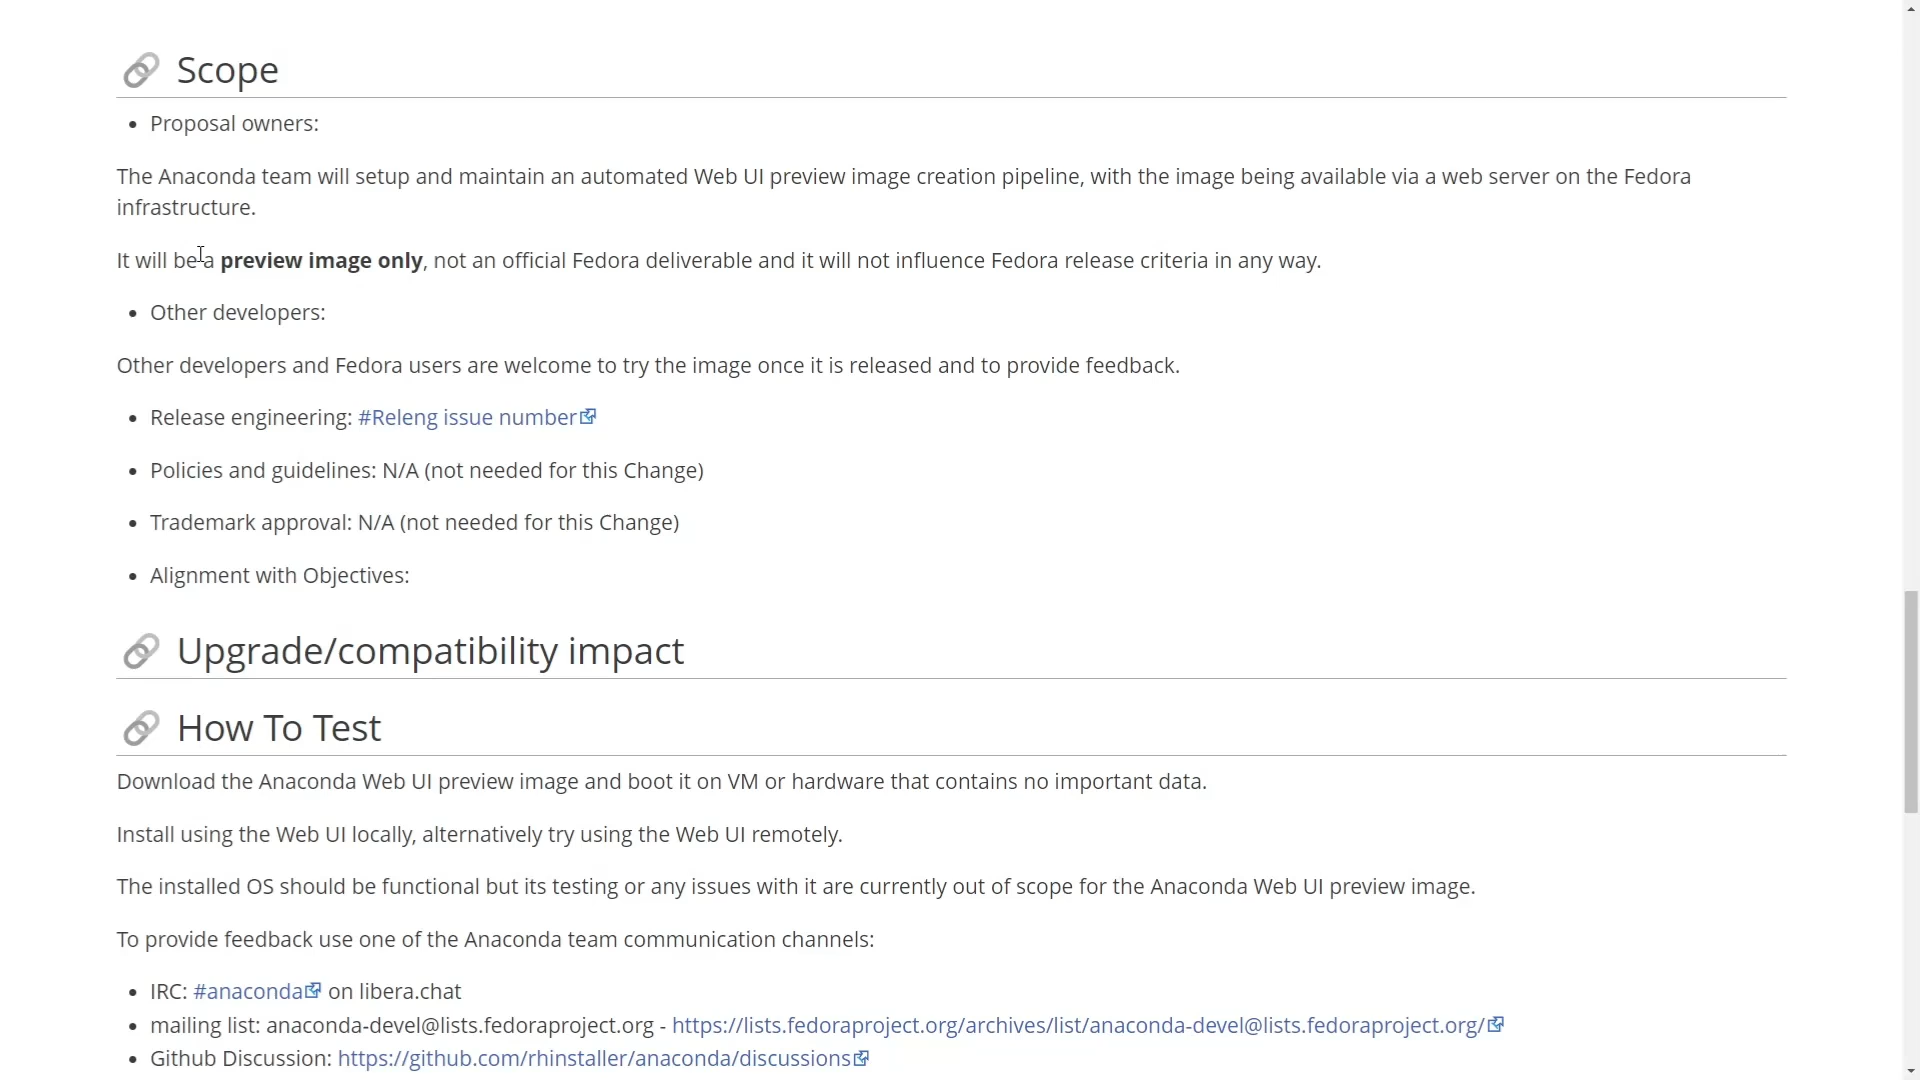 Scope
• Proposal owners:
The Anaconda team will setup and maintain an automated Web UI preview image creation pipeline, with the image being available via a web server on the Fedora
infrastructure.
It will be a preview image only, not an official Fedora deliverable and it will not influence Fedora release criteria in any way.
• Other developers:
Other developers and Fedora users are welcome to try the image once it is released and to provide feedback.
• Release engineering: #Releng issue number
• Policies and guidelines: N/A (not needed for this Change)
• Trademark approval: N/A (not needed for this Change)
• Alignment with Objectives:
Upgrade/compatibility impact
How To Test
Download the Anaconda Web UI preview image and boot it on VM or hardware that contains no important data.
Install using the Web UI locally, alternatively try using the Web UI remotely.
The installed OS should be functional but its testing or any issues with it are currently out of scope for the Anaconda Web UI preview image.
To provide feedback use one of the Anaconda team communication channels:
• IRC: #anaconda on libera.chat
• mailing list: anaconda-devel@lists.fedoraproject.org - https://lists.fedoraproject.org/archives/list/anaconda-devel@lists.fedoraproject.org/
• Github Discussion: https://github.com/rhinstaller/anaconda/discussions